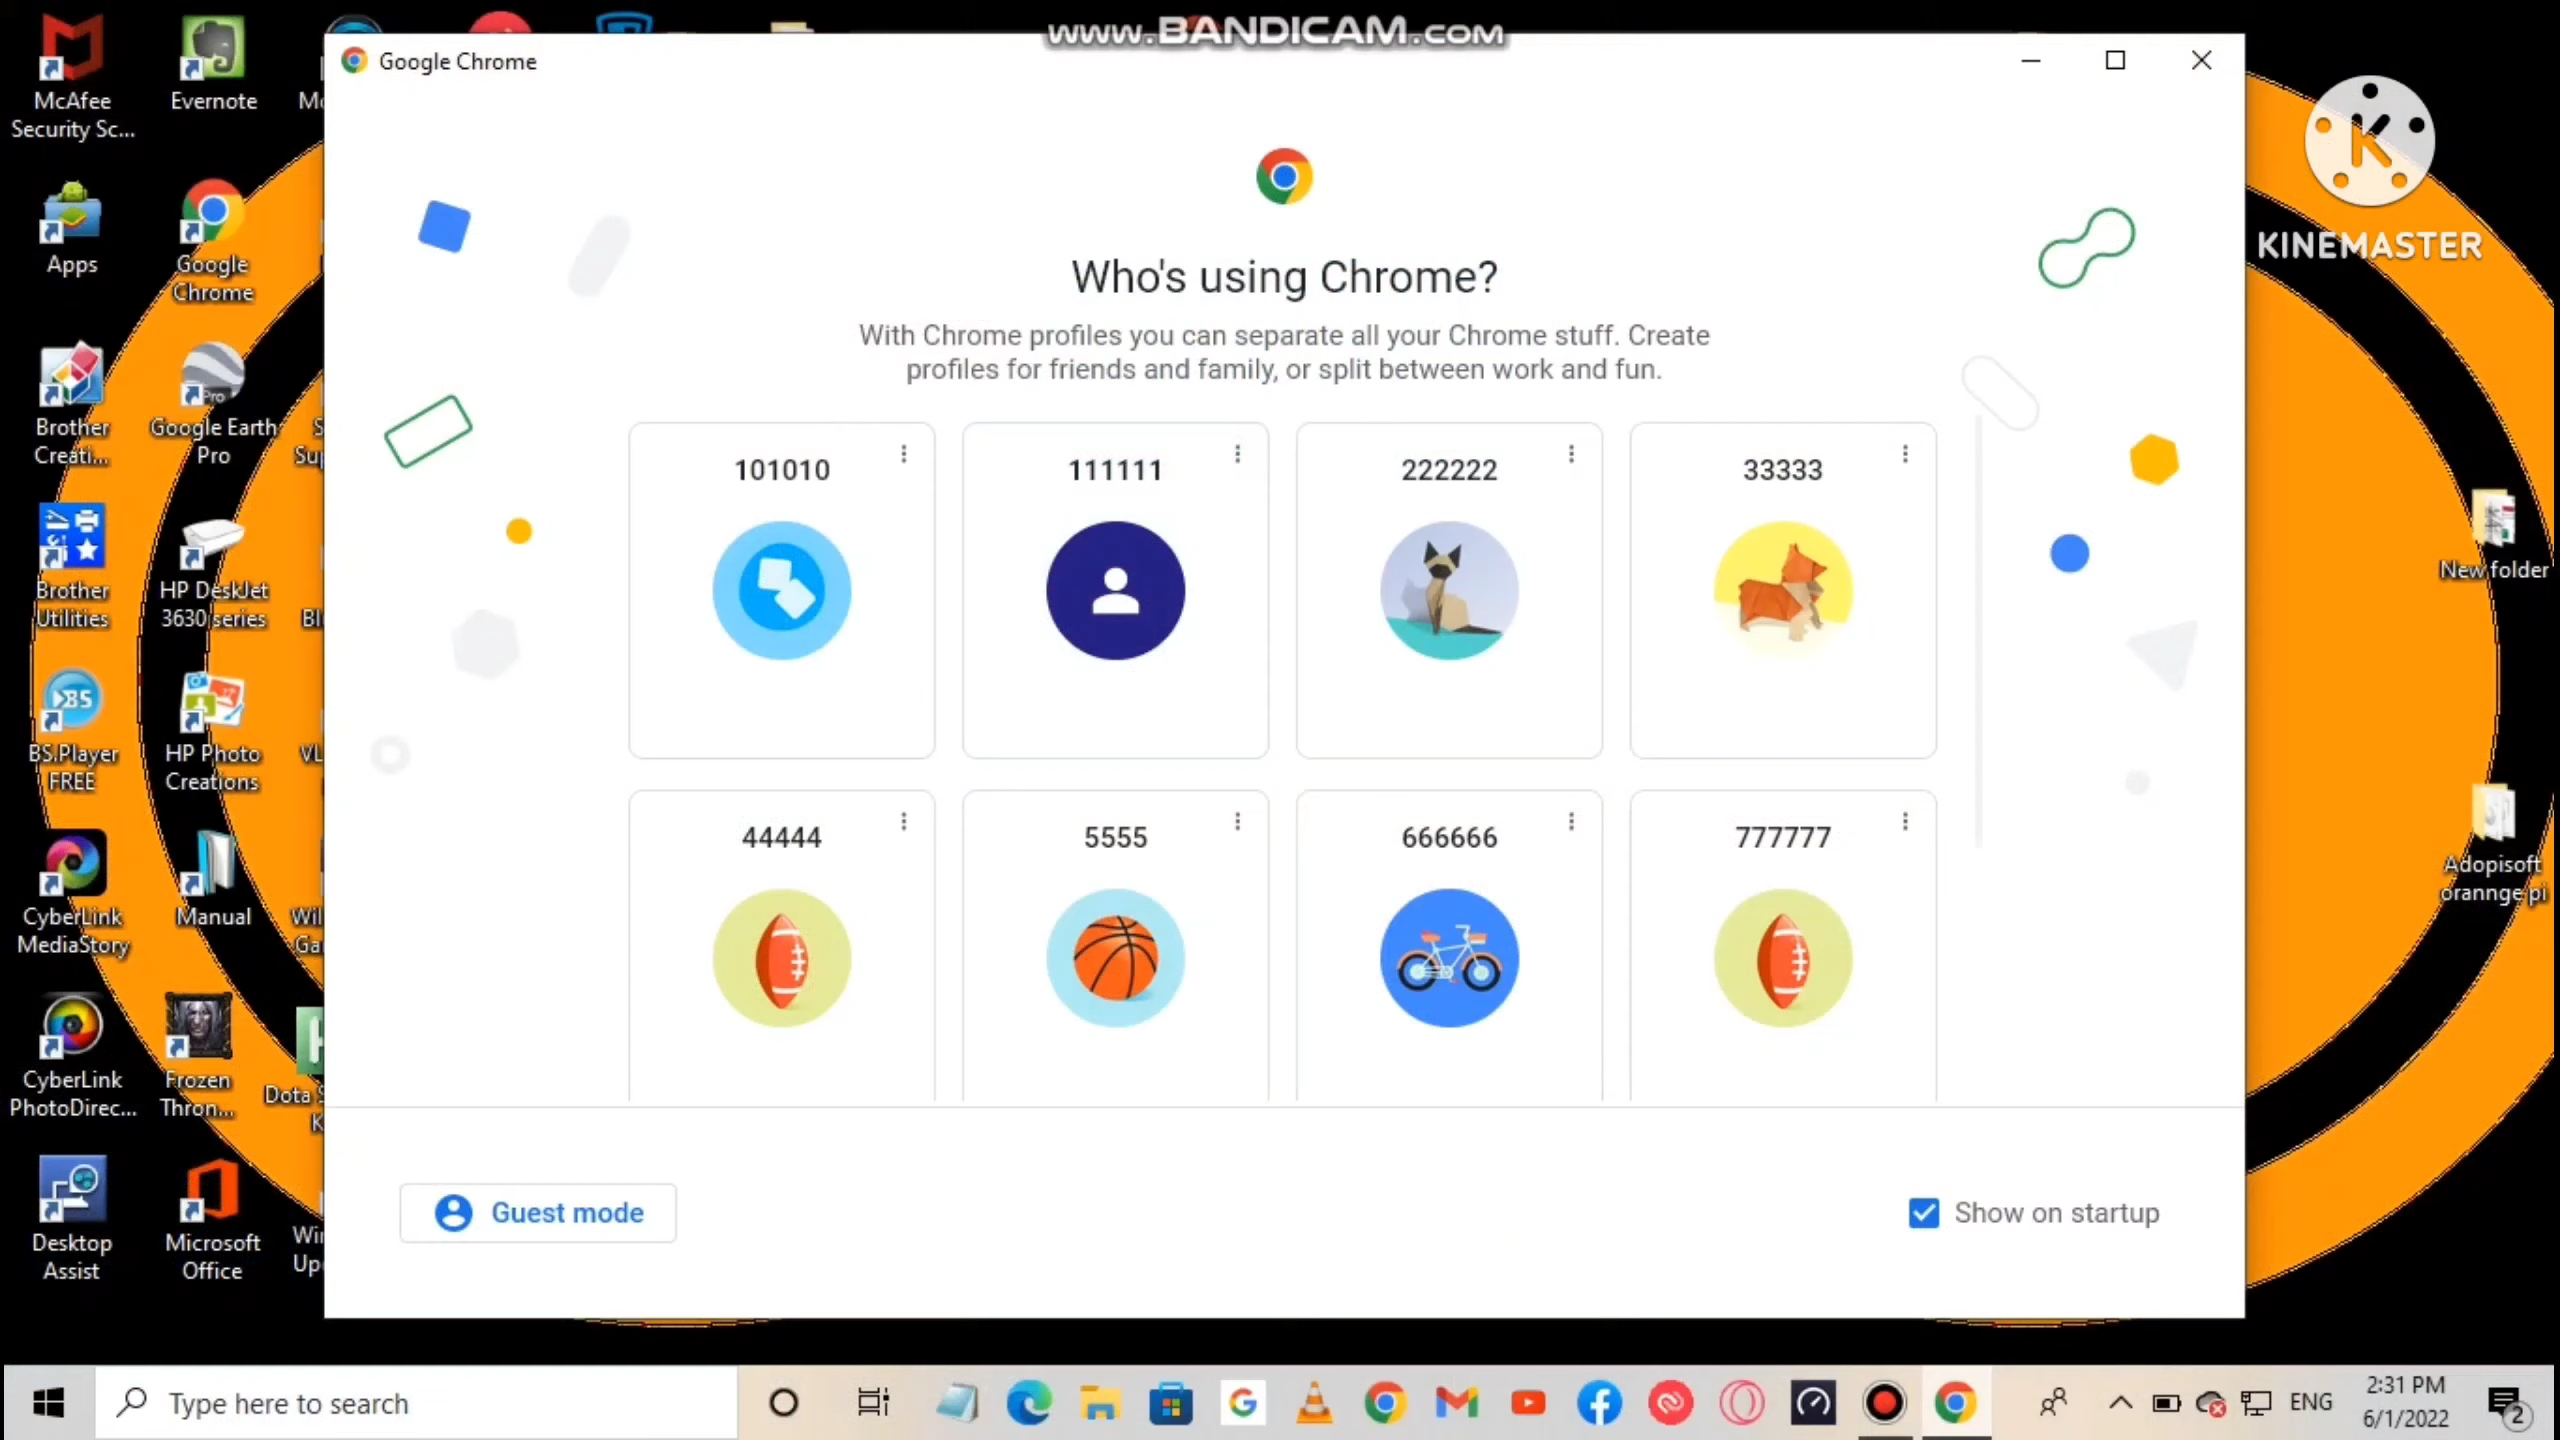 www.BANDICAM.com
Google Chrome
KINEMASTER
Who's using Chrome?
With Chrome profiles you can separate all your Chrome stuff. Create
profiles for friends and family, or split between work and fun.
101010
111111
222222
33333
44444
5555
666666
777777
Guest mode
Show on startup
McAfee
Security Sc...
Evernote
Apps
Google
Chrome
Brother
Creati...
Google Earth
Pro
Brother
Utilities
HP DeskJet
3630 series
BS.Player
FREE
HP Photo
Creations
CyberLink
MediaStory
Manual
CyberLink
PhotoDirec...
Frozen
Thron...
Dota
Desktop
Assist
Microsoft
Office
New folder
Adopisoft
orannge pi
Type here to search
ENG
2:31 PM
6/1/2022
2